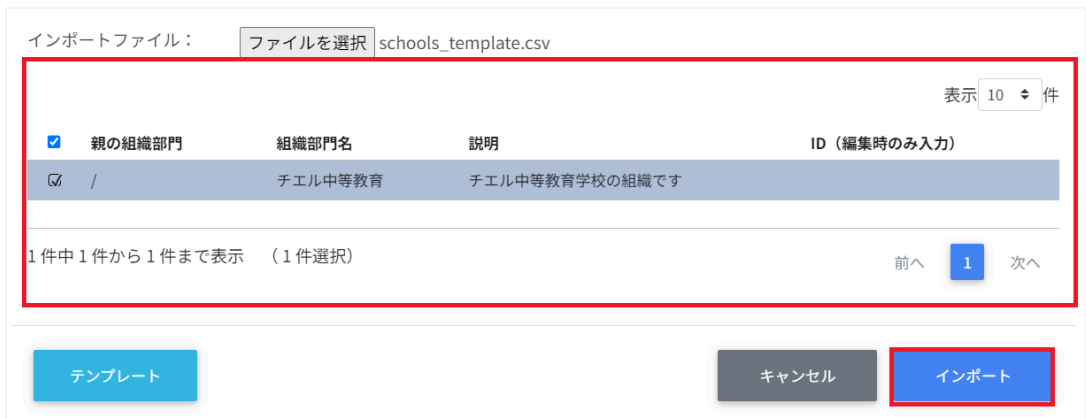 インポートファイル： ファイルを選択 schools_template.csv
表示 10 件
親の組織部門 組織部門名 説明 ID（編集時のみ入力）
/ チエル中等教育 チエル中等教育学校の組織です
1 件中 1 件から 1 件まで表示 （1 件選択） 前へ 1 次へ
テンプレート キャンセル インポート